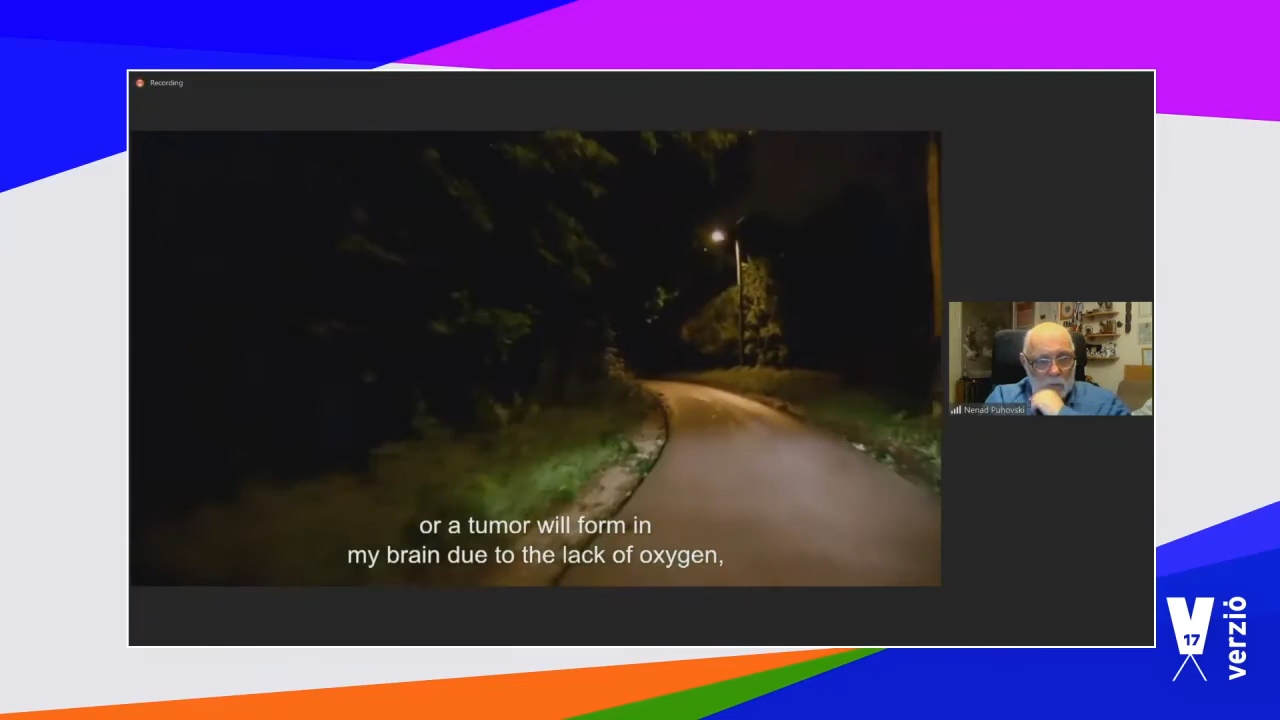 Recording
or a tumor will form in
my brain due to the lack of oxygen,
Nenad Puhovski
17
verzió